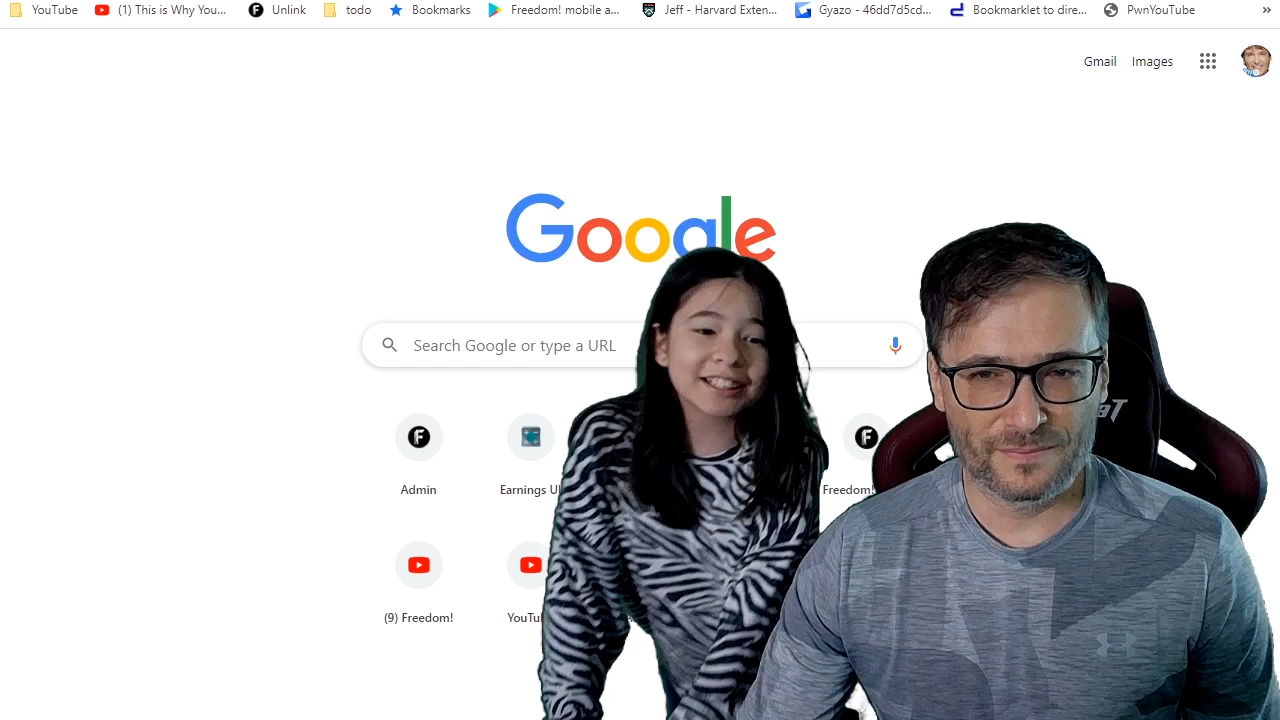 YouTube (1) This is Why You... Unlink todo Bookmarks Freedom! mobile a... Jeff - Harvard Exten... Gyazo - 46dd7d5cd... Bookmarklet to dire... PwnYouTube »
Gmail Images
Google
Search Google or type a URL
Admin Earnings U Freedom!
(9) Freedom! YouTu